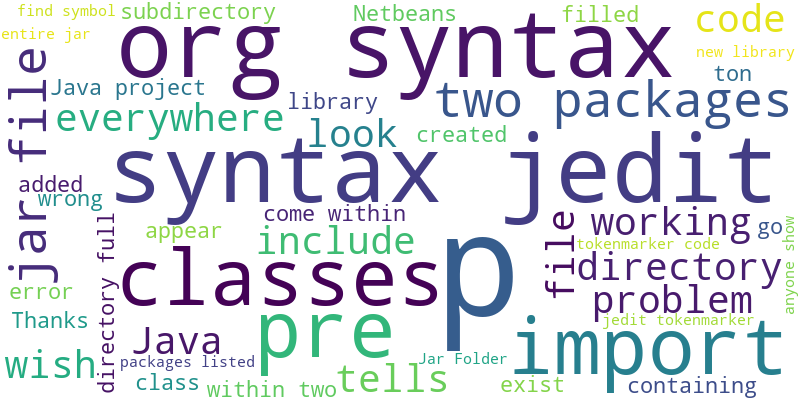 find symbol
subdirectory
Netbeans
filled
code
entire jar
org syntax
new library
jar file
Java project
library
two packages
ton
everywhere
look
created
syntax jedit
added
wrong
come within
appear
include
classes
p
file
working
go
tokenmarker code
directory
anyone show
directory full
error
problem
Thanks
pre
import
jedit tokenmarker
Java
wish
packages listed
Jar Folder
class
within two
tells
exist
containing